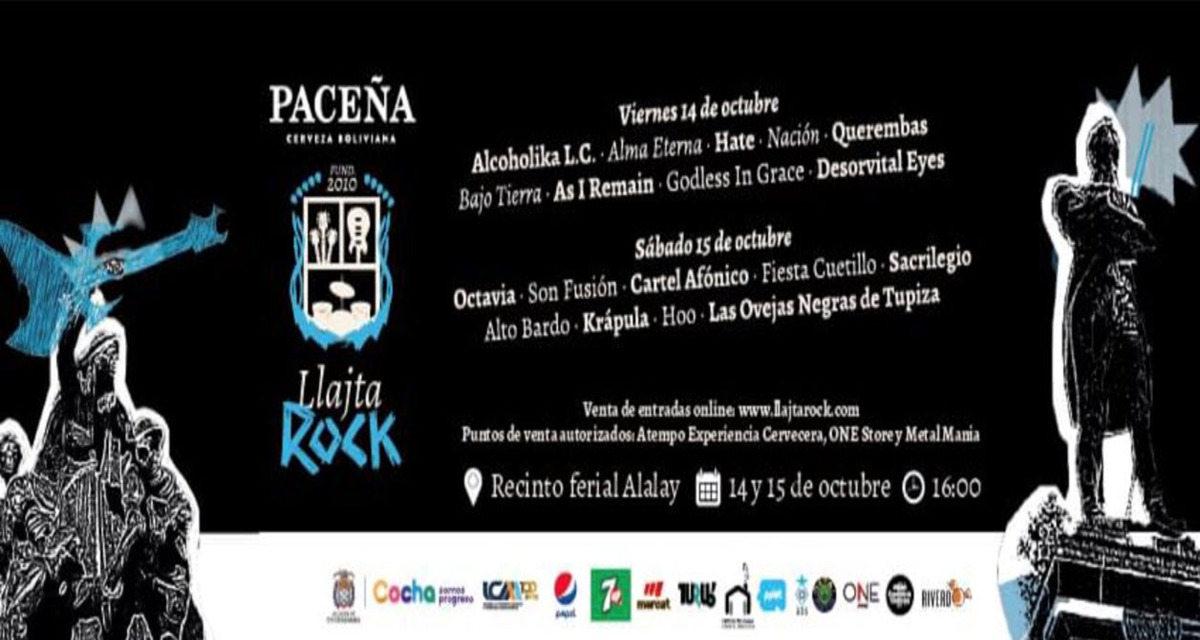 PACEÑA
CERVEZA BOLIVIANA
FUND.
2010
Llajta
ROCK
Viernes 14 de octubre
Alcoholika L.C. · Alma Eterna · Hate · Nación · Querembas
Bajo Tierra · As I Remain · Godless In Grace · Desorvital Eyes
Sábado 15 de octubre
Octavia · Son Fusión · Cartel Afónico · Fiesta Cuetillo · Sacrilegio
Alto Bardo · Krápula · Hoo · Las Ovejas Negras de Tupiza
Venta de entradas online: www.llajtarock.com
Puntos de venta autorizados: Atempo Experiencia Cervecera, ONE Store y Metal Mania
Recinto ferial Alalay 14 y 15 de octubre 16:00
Cocha somos
progreso
pepsi
7
mercat
ONE
RIVERO